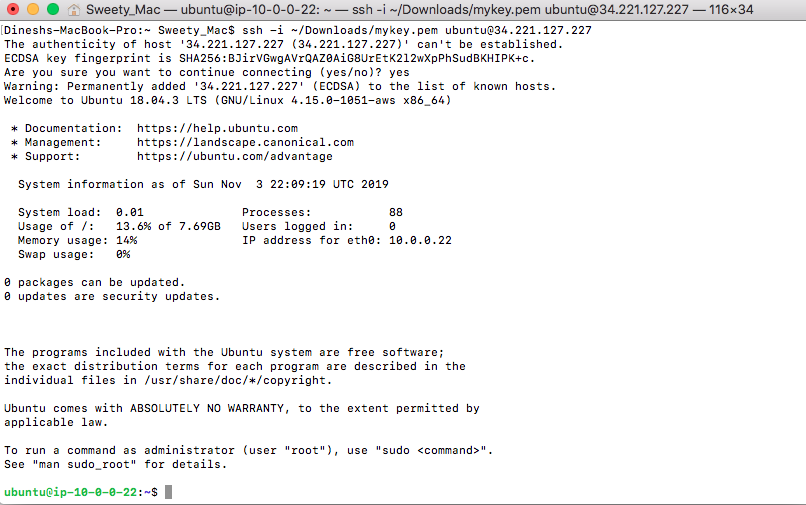 Sweety_Mac — ubuntu@ip-10-0-0-22: ~ — ssh -i ~/Downloads/mykey.pem ubuntu@34.221.127.227 — 116×34
[Dineshs-MacBook-Pro:~ Sweety_Mac$ ssh -i ~/Downloads/mykey.pem ubuntu@34.221.127.227
The authenticity of host '34.221.127.227 (34.221.127.227)' can't be established.
ECDSA key fingerprint is SHA256:BJirVGwgAVrQAZ0AiG8UrEtK2l2wXpPhSudBKHIPK+c.
Are you sure you want to continue connecting (yes/no)? yes
Warning: Permanently added '34.221.127.227' (ECDSA) to the list of known hosts.
Welcome to Ubuntu 18.04.3 LTS (GNU/Linux 4.15.0-1051-aws x86_64)
* Documentation:  https://help.ubuntu.com
* Management:     https://landscape.canonical.com
* Support:        https://ubuntu.com/advantage
System information as of Sun Nov  3 22:09:19 UTC 2019
System load:  0.01              Processes:           88
Usage of /:   13.6% of 7.69GB   Users logged in:     0
Memory usage: 14%               IP address for eth0: 10.0.0.22
Swap usage:   0%
0 packages can be updated.
0 updates are security updates.
The programs included with the Ubuntu system are free software;
the exact distribution terms for each program are described in the
individual files in /usr/share/doc/*/copyright.
Ubuntu comes with ABSOLUTELY NO WARRANTY, to the extent permitted by
applicable law.
To run a command as administrator (user "root"), use "sudo <command>".
See "man sudo_root" for details.
ubuntu@ip-10-0-0-22:~$